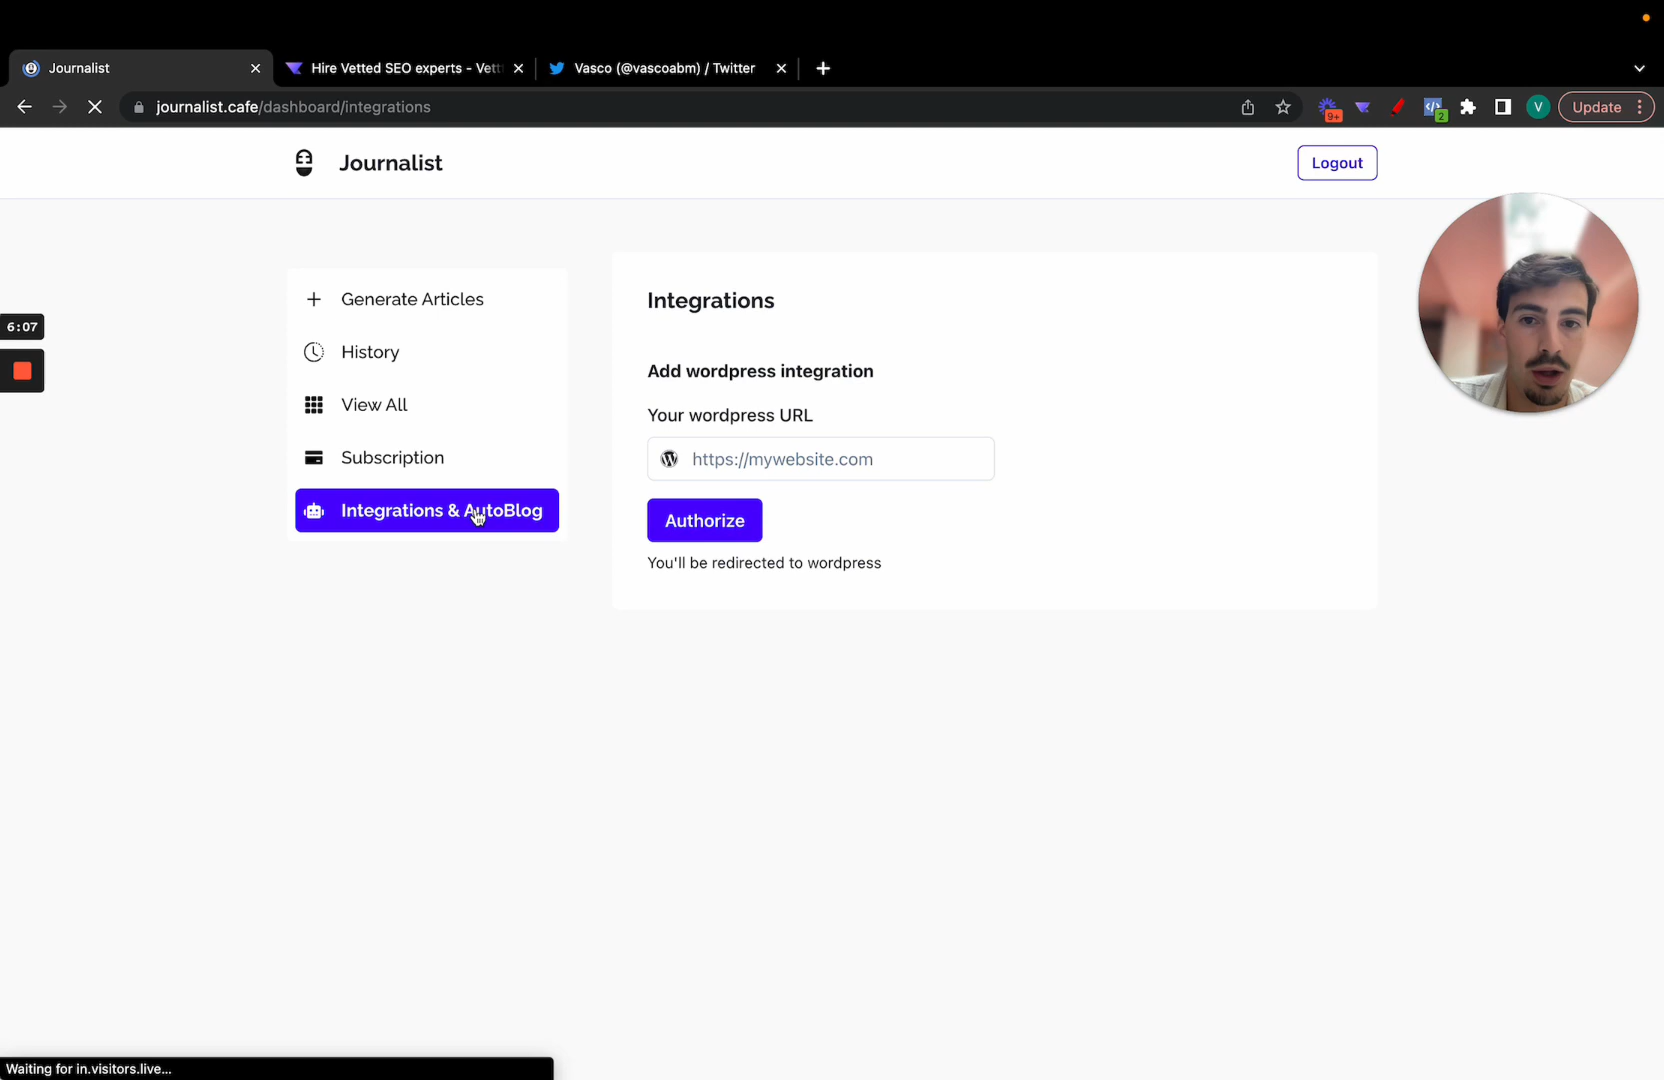 Journalist
Hire Vetted SEO experts - Vett
Vasco (@vascoabm) / Twitter
journalist.cafe/dashboard/integrations
9+
2
V
Update
Journalist
Logout
6:07
Generate Articles
History
View All
Subscription
Integrations & AutoBlog
Integrations
Add wordpress integration
Your wordpress URL
https://mywebsite.com
Authorize
You'll be redirected to wordpress
Waiting for in.visitors.live...